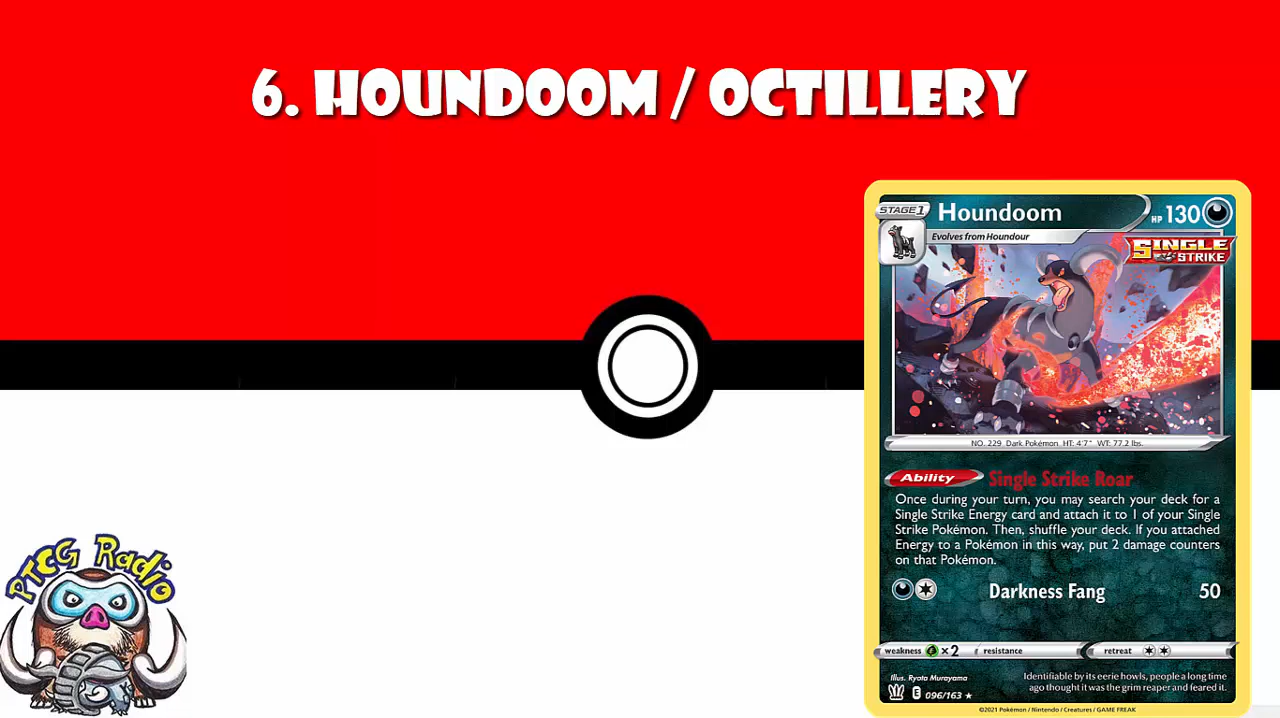 6. HOUNDOOM / OCTILLERY
STAGE 1
Houndoom
HP 130
Evolves from Houndour
SINGLE
STRIKE
NO. 229 Dark Pokémon. HT: 4'7" WT: 77.2 lbs.
Ability Single Strike Roar
Once during your turn, you may search your deck for a
Single Strike Energy card and attach it to 1 of your Single
Strike Pokémon. Then, shuffle your deck. If you attached
Energy to a Pokémon in this way, put 2 damage counters
on that Pokémon.
Darkness Fang 50
weakness ×2 resistance retreat
Illus. Ryota Murayama
E 096/163 ★
Identifiable by its eerie howls, people a long time
ago thought it was the grim reaper and feared it.
©2021 Pokémon / Nintendo / Creatures / GAME FREAK
PTCG Radio